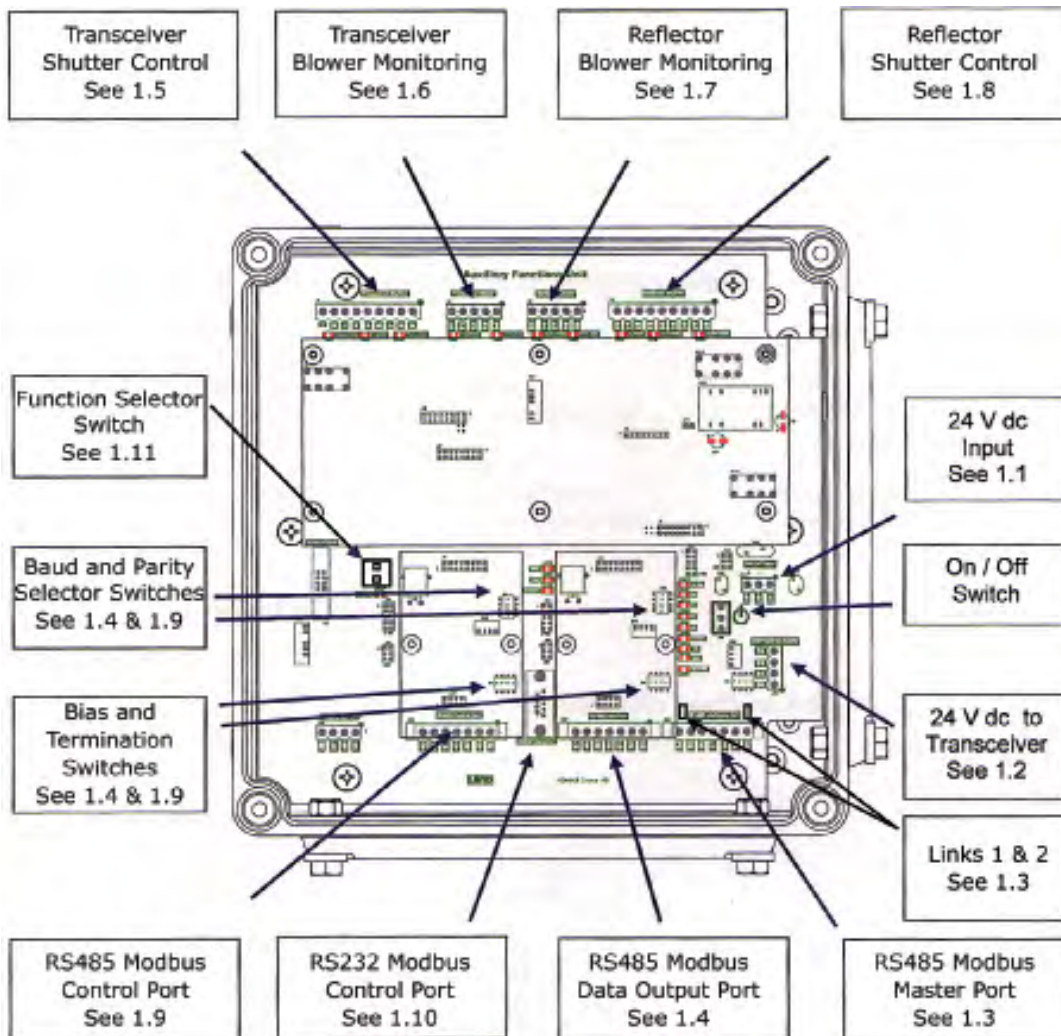 Transceiver
Shutter Control
See 1.5
Transceiver
Blower Monitoring
See 1.6
Reflector
Blower Monitoring
See 1.7
Reflector
Shutter Control
See 1.8
Auxiliary Functions Unit
Function Selector
Switch
See 1.11
24 V dc
Input
See 1.1
Baud and Parity
Selector Switches
See 1.4 & 1.9
On / Off
Switch
Bias and
Termination
Switches
See 1.4 & 1.9
24 V dc to
Transceiver
See 1.2
Links 1 & 2
See 1.3
RS485 Modbus
Control Port
See 1.9
RS232 Modbus
Control Port
See 1.10
RS485 Modbus
Data Output Port
See 1.4
RS485 Modbus
Master Port
See 1.3